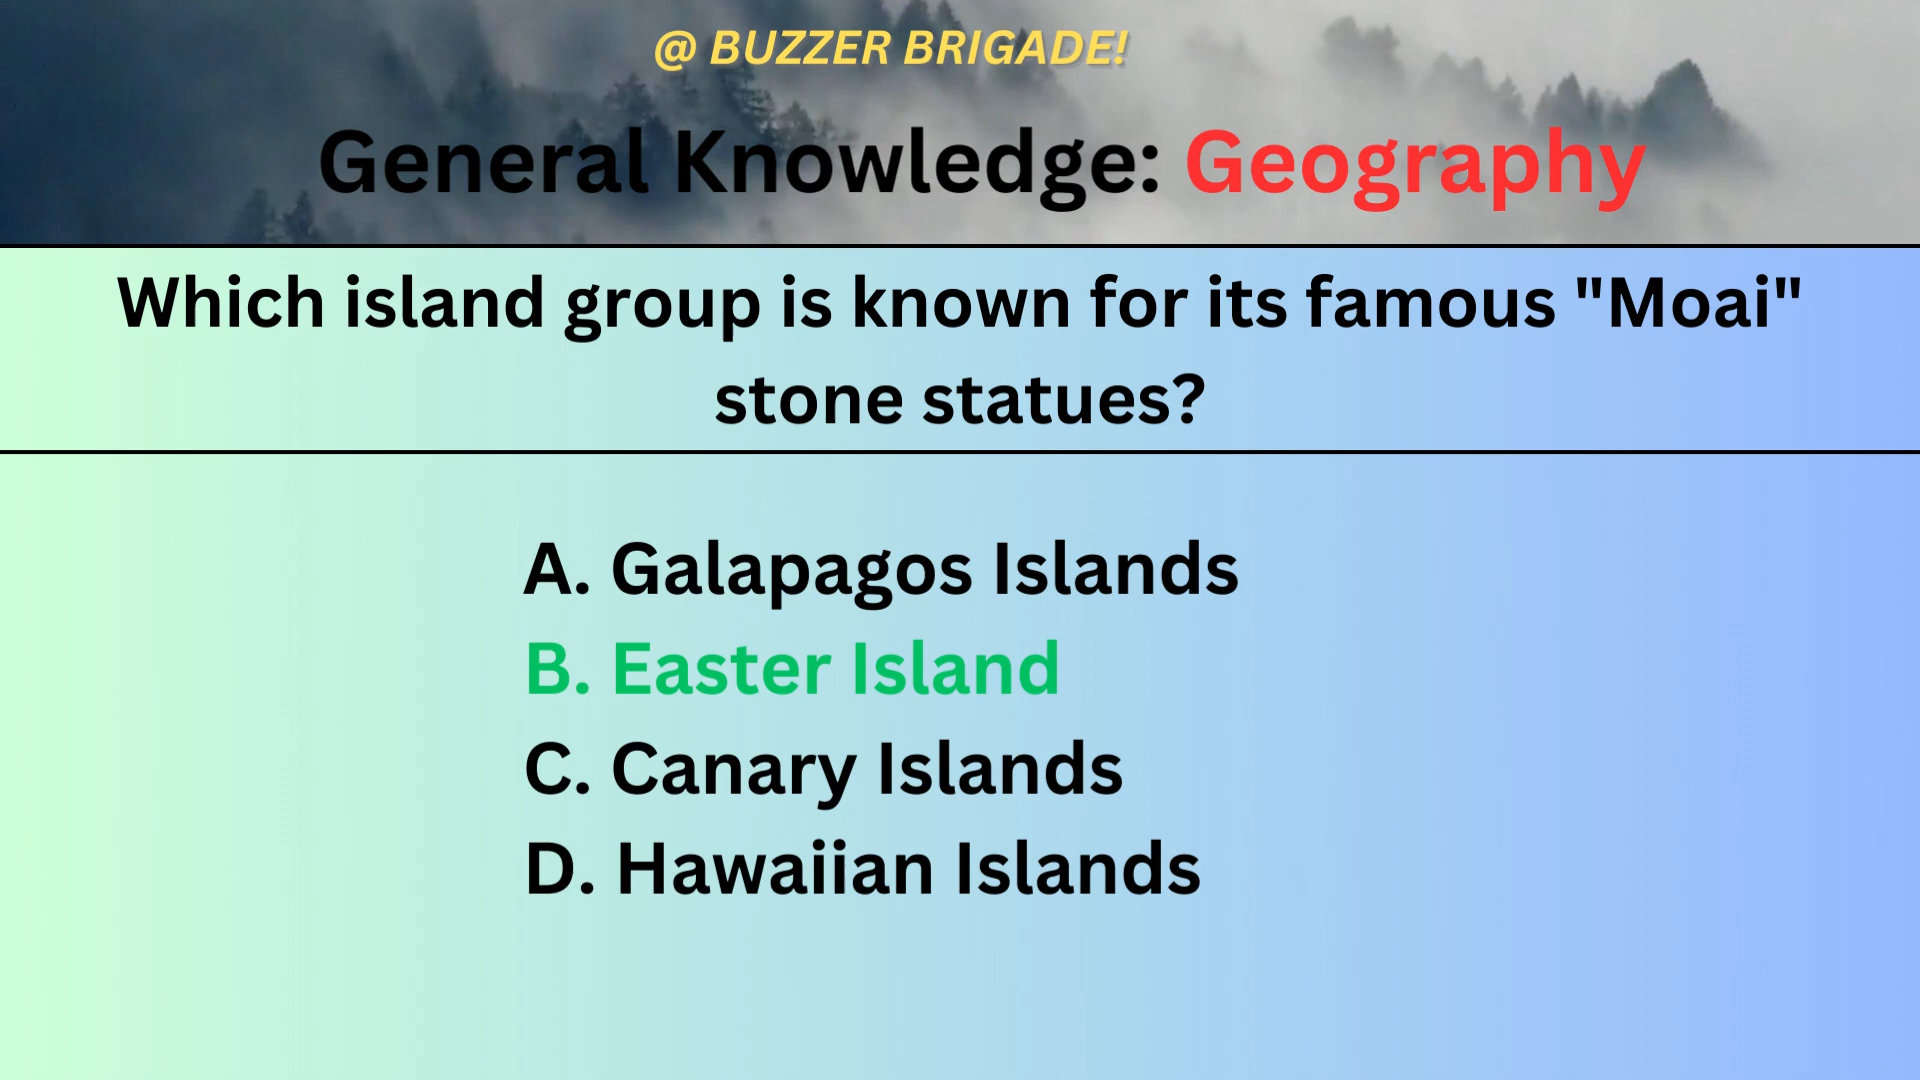 @ BUZZER BRIGADE!
General Knowledge: Geography
Which island group is known for its famous "Moai"
stone statues?
A. Galapagos Islands
B. Easter Island
C. Canary Islands
D. Hawaiian Islands